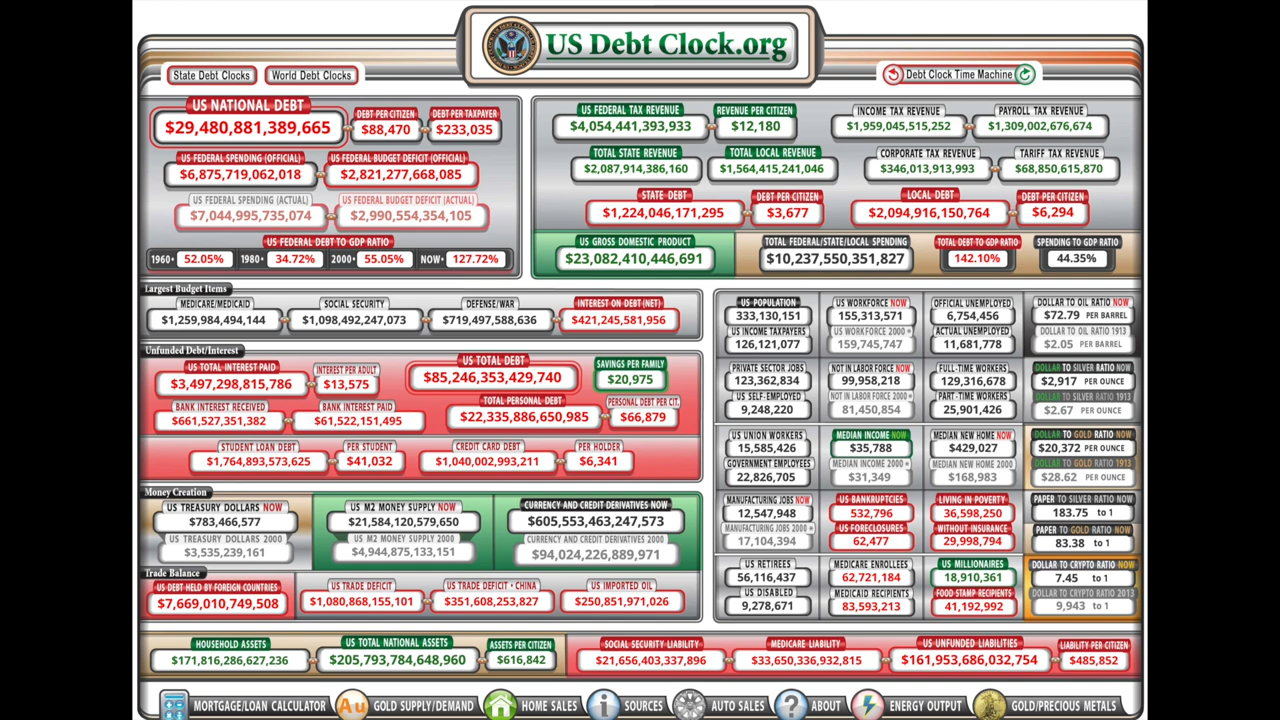 US Debt Clock.org
State Debt Clocks World Debt Clocks Debt Clock Time Machine
US NATIONAL DEBT DEBT PER CITIZEN DEBT PER TAXPAYER
$29,480,881,389,665 $88,470 $233,035
US FEDERAL SPENDING (OFFICIAL) US FEDERAL BUDGET DEFICIT (OFFICIAL)
$6,875,719,062,018 $2,821,277,668,085
US FEDERAL SPENDING (ACTUAL) US FEDERAL BUDGET DEFICIT (ACTUAL)
$7,044,995,735,074 $2,990,554,354,105
US FEDERAL DEBT TO GDP RATIO
1960• 52.05% 1980• 34.72% 2000• 55.05% NOW• 127.72%
US FEDERAL TAX REVENUE REVENUE PER CITIZEN INCOME TAX REVENUE PAYROLL TAX REVENUE
$4,054,441,393,933 $12,180 $1,959,045,515,252 $1,309,002,676,674
TOTAL STATE REVENUE TOTAL LOCAL REVENUE CORPORATE TAX REVENUE TARIFF TAX REVENUE
$2,087,914,386,160 $1,564,415,241,046 $346,013,913,993 $68,850,615,870
STATE DEBT DEBT PER CITIZEN LOCAL DEBT DEBT PER CITIZEN
$1,224,046,171,295 $3,677 $2,094,916,150,764 $6,294
US GROSS DOMESTIC PRODUCT TOTAL FEDERAL/STATE/LOCAL SPENDING TOTAL DEBT TO GDP RATIO SPENDING TO GDP RATIO
$23,082,410,446,691 $10,237,550,351,827 142.10% 44.35%
Largest Budget Items
MEDICARE/MEDICAID SOCIAL SECURITY DEFENSE/WAR INTEREST ON DEBT (NET)
$1,259,984,494,144 $1,098,492,247,073 $719,497,588,636 $421,245,581,956
Unfunded Debt/Interest
US TOTAL INTEREST PAID INTEREST PER ADULT US TOTAL DEBT SAVINGS PER FAMILY
$3,497,298,815,786 $13,575 $85,246,353,429,740 $20,975
BANK INTEREST RECEIVED BANK INTEREST PAID TOTAL PERSONAL DEBT PERSONAL DEBT PER CIT.
$661,527,351,382 $61,522,151,495 $22,335,886,650,985 $66,879
STUDENT LOAN DEBT PER STUDENT CREDIT CARD DEBT PER HOLDER
$1,764,893,573,625 $41,032 $1,040,002,993,211 $6,341
Money Creation
US TREASURY DOLLARS NOW US M2 MONEY SUPPLY NOW CURRENCY AND CREDIT DERIVATIVES NOW
$783,466,577 $21,584,120,579,650 $605,553,463,247,573
US TREASURY DOLLARS 2000 US M2 MONEY SUPPLY 2000 CURRENCY AND CREDIT DERIVATIVES 2000
$3,535,239,161 $4,944,875,133,151 $94,024,226,889,971
Trade Balance
US DEBT HELD BY FOREIGN COUNTRIES US TRADE DEFICIT US TRADE DEFICIT • CHINA US IMPORTED OIL
$7,669,010,749,508 $1,080,868,155,101 $351,608,253,827 $250,851,971,026
US POPULATION US WORKFORCE NOW OFFICIAL UNEMPLOYED DOLLAR TO OIL RATIO NOW
333,130,151 155,313,571 6,754,456 $72.79 PER BARREL
US INCOME TAXPAYERS US WORKFORCE 2000 ACTUAL UNEMPLOYED DOLLAR TO OIL RATIO 1913
126,121,077 159,745,747 11,681,778 $2.05 PER BARREL
PRIVATE SECTOR JOBS NOT IN LABOR FORCE NOW FULL-TIME WORKERS DOLLAR TO SILVER RATIO NOW
123,362,834 99,958,218 129,316,678 $2,917 PER OUNCE
US SELF-EMPLOYED NOT IN LABOR FORCE 2000 PART-TIME WORKERS DOLLAR TO SILVER RATIO 1913
9,248,220 81,450,854 25,901,426 $2.67 PER OUNCE
US UNION WORKERS MEDIAN INCOME NOW MEDIAN NEW HOME NOW DOLLAR TO GOLD RATIO NOW
15,585,426 $35,788 $429,027 $20,372 PER OUNCE
GOVERNMENT EMPLOYEES MEDIAN INCOME 2000 MEDIAN NEW HOME 2000 DOLLAR TO GOLD RATIO 1913
22,826,705 $31,349 $168,983 $28.62 PER OUNCE
MANUFACTURING JOBS NOW US BANKRUPTCIES LIVING IN POVERTY PAPER TO SILVER RATIO NOW
12,547,948 532,796 36,598,250 183.75 to 1
MANUFACTURING JOBS 2000 US FORECLOSURES WITHOUT INSURANCE PAPER TO GOLD RATIO NOW
17,104,394 62,477 29,998,794 83.38 to 1
US RETIREES MEDICARE ENROLLEES US MILLIONAIRES DOLLAR TO CRYPTO RATIO NOW
56,116,437 62,721,184 18,910,361 7.45 to 1
US DISABLED MEDICAID RECIPIENTS FOOD STAMP RECIPIENTS DOLLAR TO CRYPTO RATIO 2013
9,278,671 83,593,213 41,192,992 9,943 to 1
HOUSEHOLD ASSETS US TOTAL NATIONAL ASSETS ASSETS PER CITIZEN SOCIAL SECURITY LIABILITY MEDICARE LIABILITY US UNFUNDED LIABILITIES LIABILITY PER CITIZEN
$171,816,286,627,236 $205,793,784,648,960 $616,842 $21,656,403,337,896 $33,650,336,932,815 $161,953,686,032,754 $485,852
MORTGAGE/LOAN CALCULATOR Au GOLD SUPPLY/DEMAND HOME SALES SOURCES AUTO SALES ABOUT ENERGY OUTPUT GOLD/PRECIOUS METALS